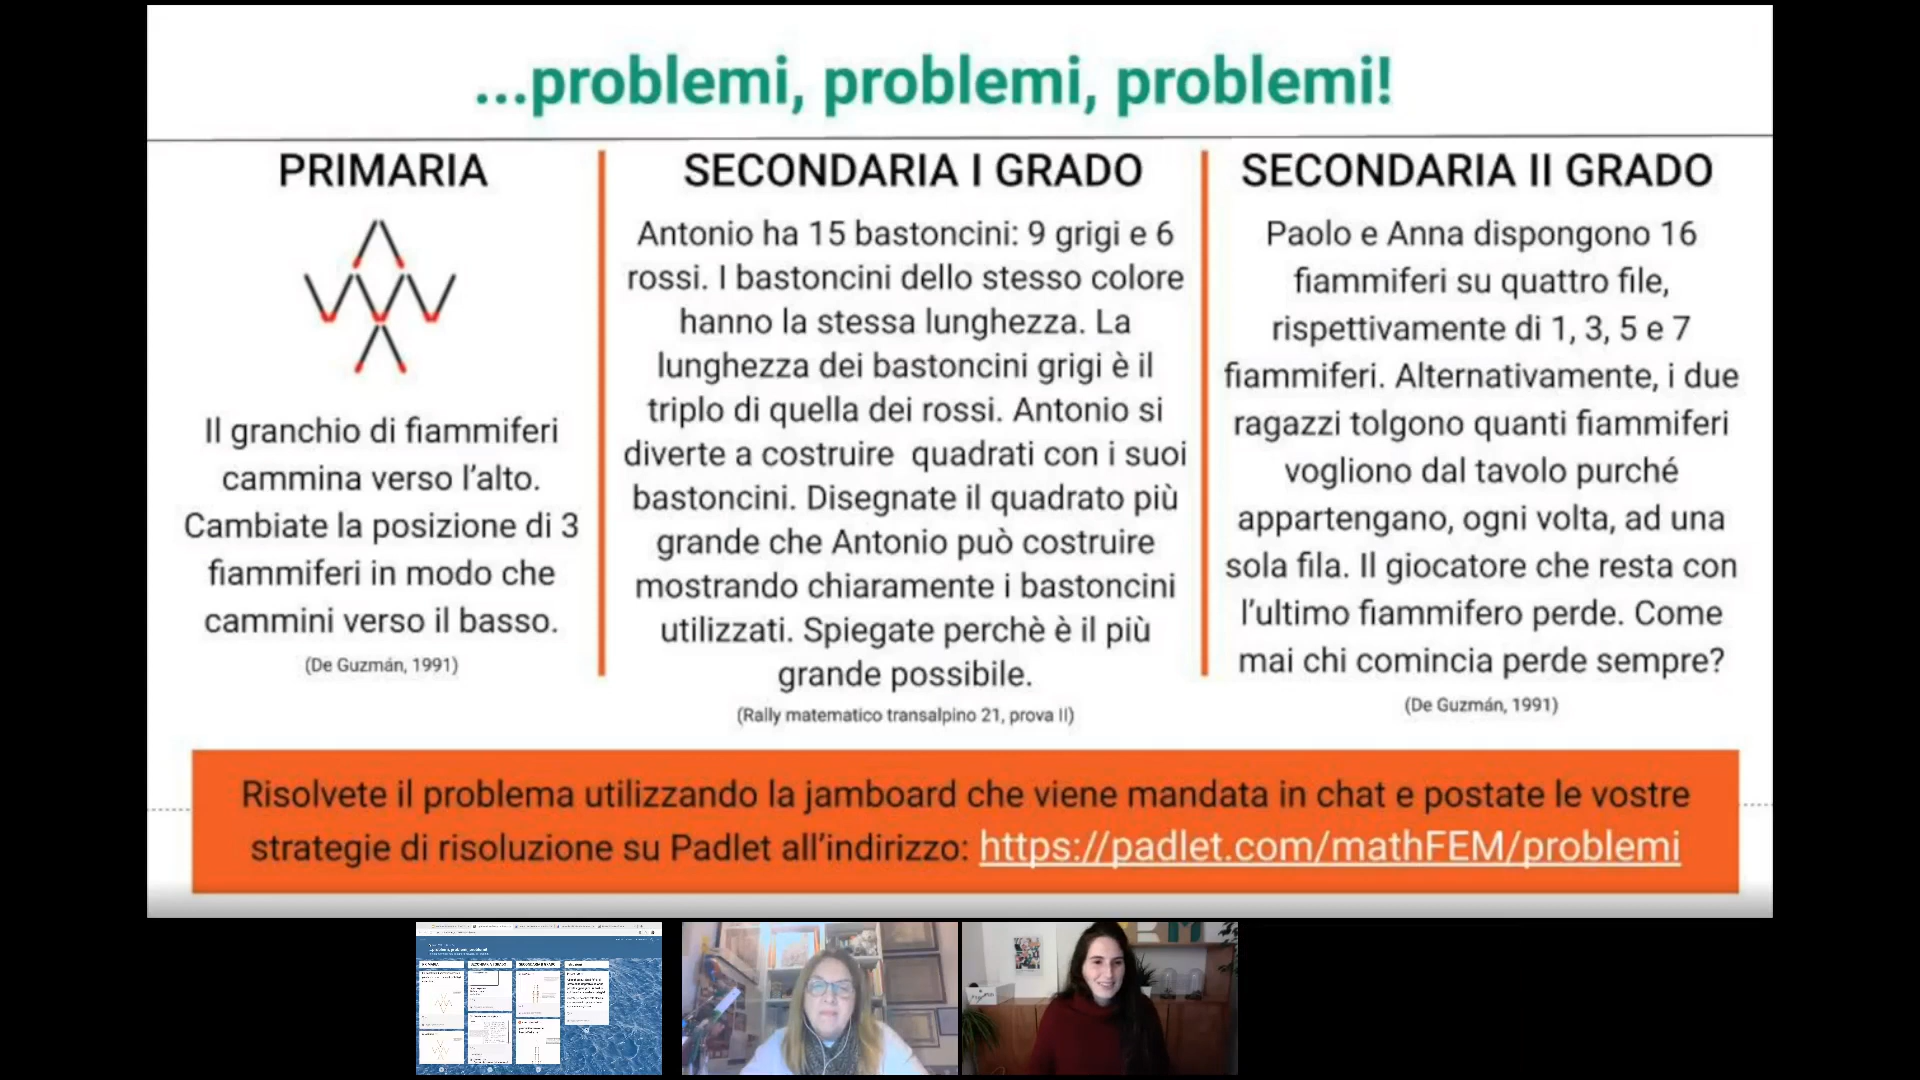 ...problemi, problemi, problemi!
PRIMARIA
Il granchio di fiammiferi
cammina verso l'alto.
Cambiate la posizione di 3
fiammiferi in modo che
cammini verso il basso.
(De Guzmán, 1991)
SECONDARIA I GRADO
Antonio ha 15 bastoncini: 9 grigi e 6
rossi. I bastoncini dello stesso colore
hanno la stessa lunghezza. La
lunghezza dei bastoncini grigi è il
triplo di quella dei rossi. Antonio si
diverte a costruire quadrati con i suoi
bastoncini. Disegnate il quadrato più
grande che Antonio può costruire
mostrando chiaramente i bastoncini
utilizzati. Spiegate perchè è il più
grande possibile.
(Rally matematico transalpino 21, prova II)
SECONDARIA II GRADO
Paolo e Anna dispongono 16
fiammiferi su quattro file,
rispettivamente di 1, 3, 5 e 7
fiammiferi. Alternativamente, i due
ragazzi tolgono quanti fiammiferi
vogliono dal tavolo purché
appartengano, ogni volta, ad una
sola fila. Il giocatore che resta con
l'ultimo fiammifero perde. Come
mai chi comincia perde sempre?
(De Guzmán, 1991)
Risolvete il problema utilizzando la jamboard che viene mandata in chat e postate le vostre
strategie di risoluzione su Padlet all'indirizzo: https://padlet.com/mathFEM/problemi